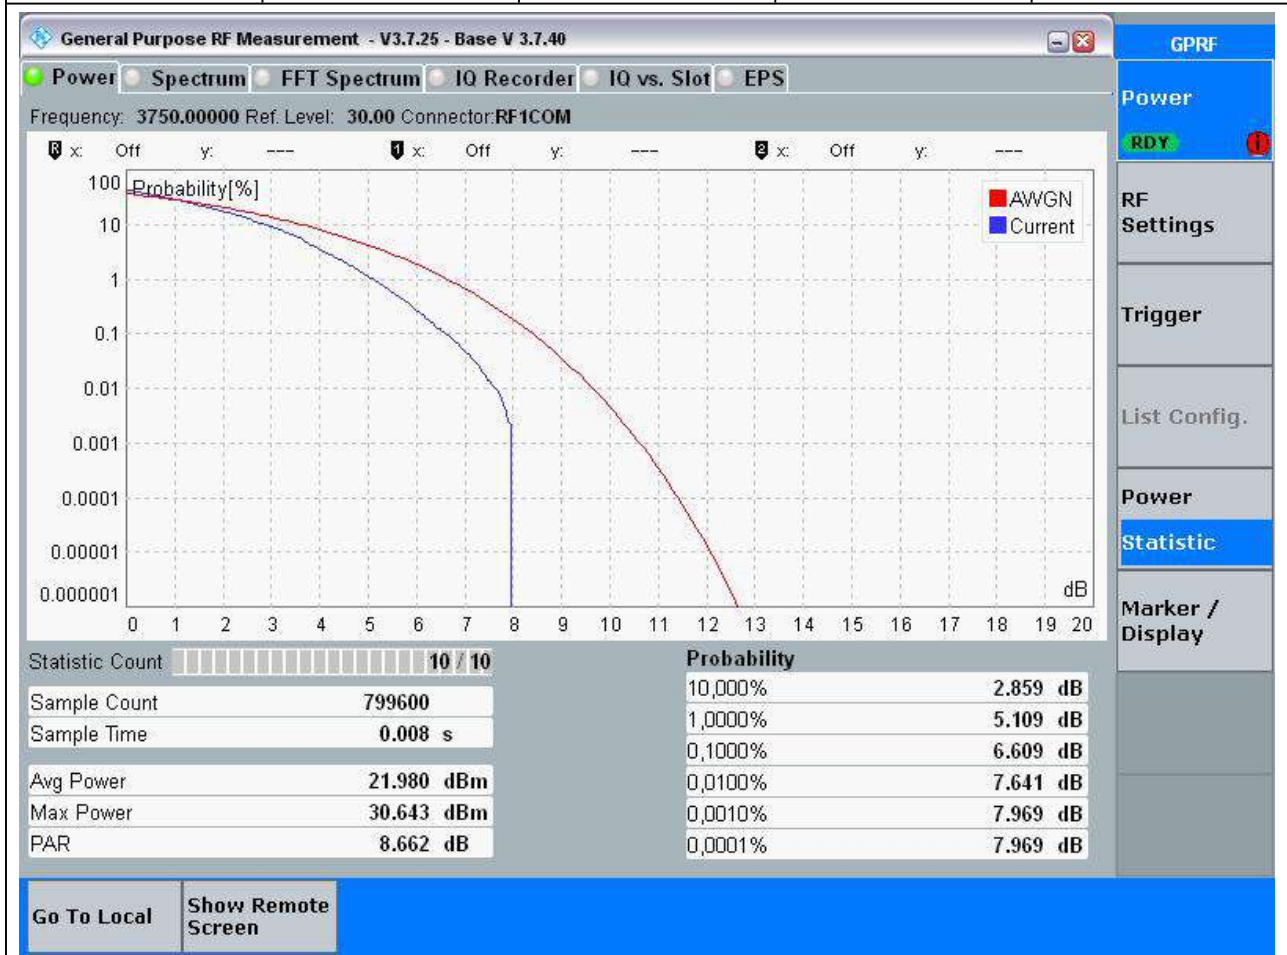 General Purpose RF Measurement - V3.7.25 - Base V 3.7.40
GPRF
Power Spectrum FFT Spectrum IQ Recorder IQ vs. Slot EPS
Frequency: 3750.00000 Ref. Level: 30.00 Connector:RF1COM
R x: Off y: --- 1 x: Off y: --- 2 x: Off y: ---
Probability[%]
AWGN
Current
100
10
1
0.1
0.01
0.001
0.0001
0.00001
0.000001
dB
0 1 2 3 4 5 6 7 8 9 10 11 12 13 14 15 16 17 18 19 20
Statistic Count 10 / 10
Sample Count 799600
Sample Time 0.008 s
Avg Power 21.980 dBm
Max Power 30.643 dBm
PAR 8.662 dB
Probability
10,000% 2.859 dB
1,0000% 5.109 dB
0,1000% 6.609 dB
0,0100% 7.641 dB
0,0010% 7.969 dB
0,0001% 7.969 dB
Power
RDY
RF
Settings
Trigger
List Config.
Power
Statistic
Marker /
Display
Go To Local
Show Remote
Screen